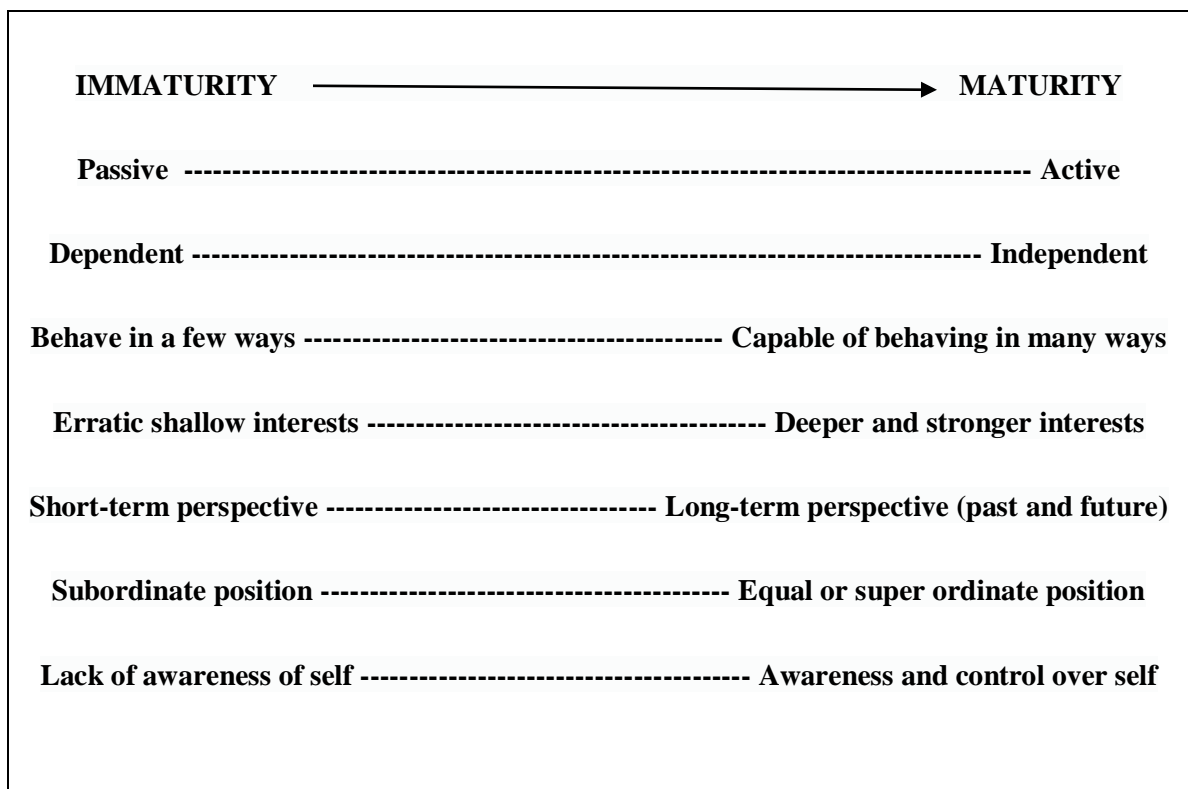 IMMATURITY MATURITY
Passive ---------------------------------------------------------------------------------------- Active
Dependent ---------------------------------------------------------------------------------- Independent
Behave in a few ways ------------------------------------------- Capable of behaving in many ways
Erratic shallow interests ----------------------------------------- Deeper and stronger interests
Short-term perspective ---------------------------------- Long-term perspective (past and future)
Subordinate position ------------------------------------------ Equal or super ordinate position
Lack of awareness of self ---------------------------------------- Awareness and control over self